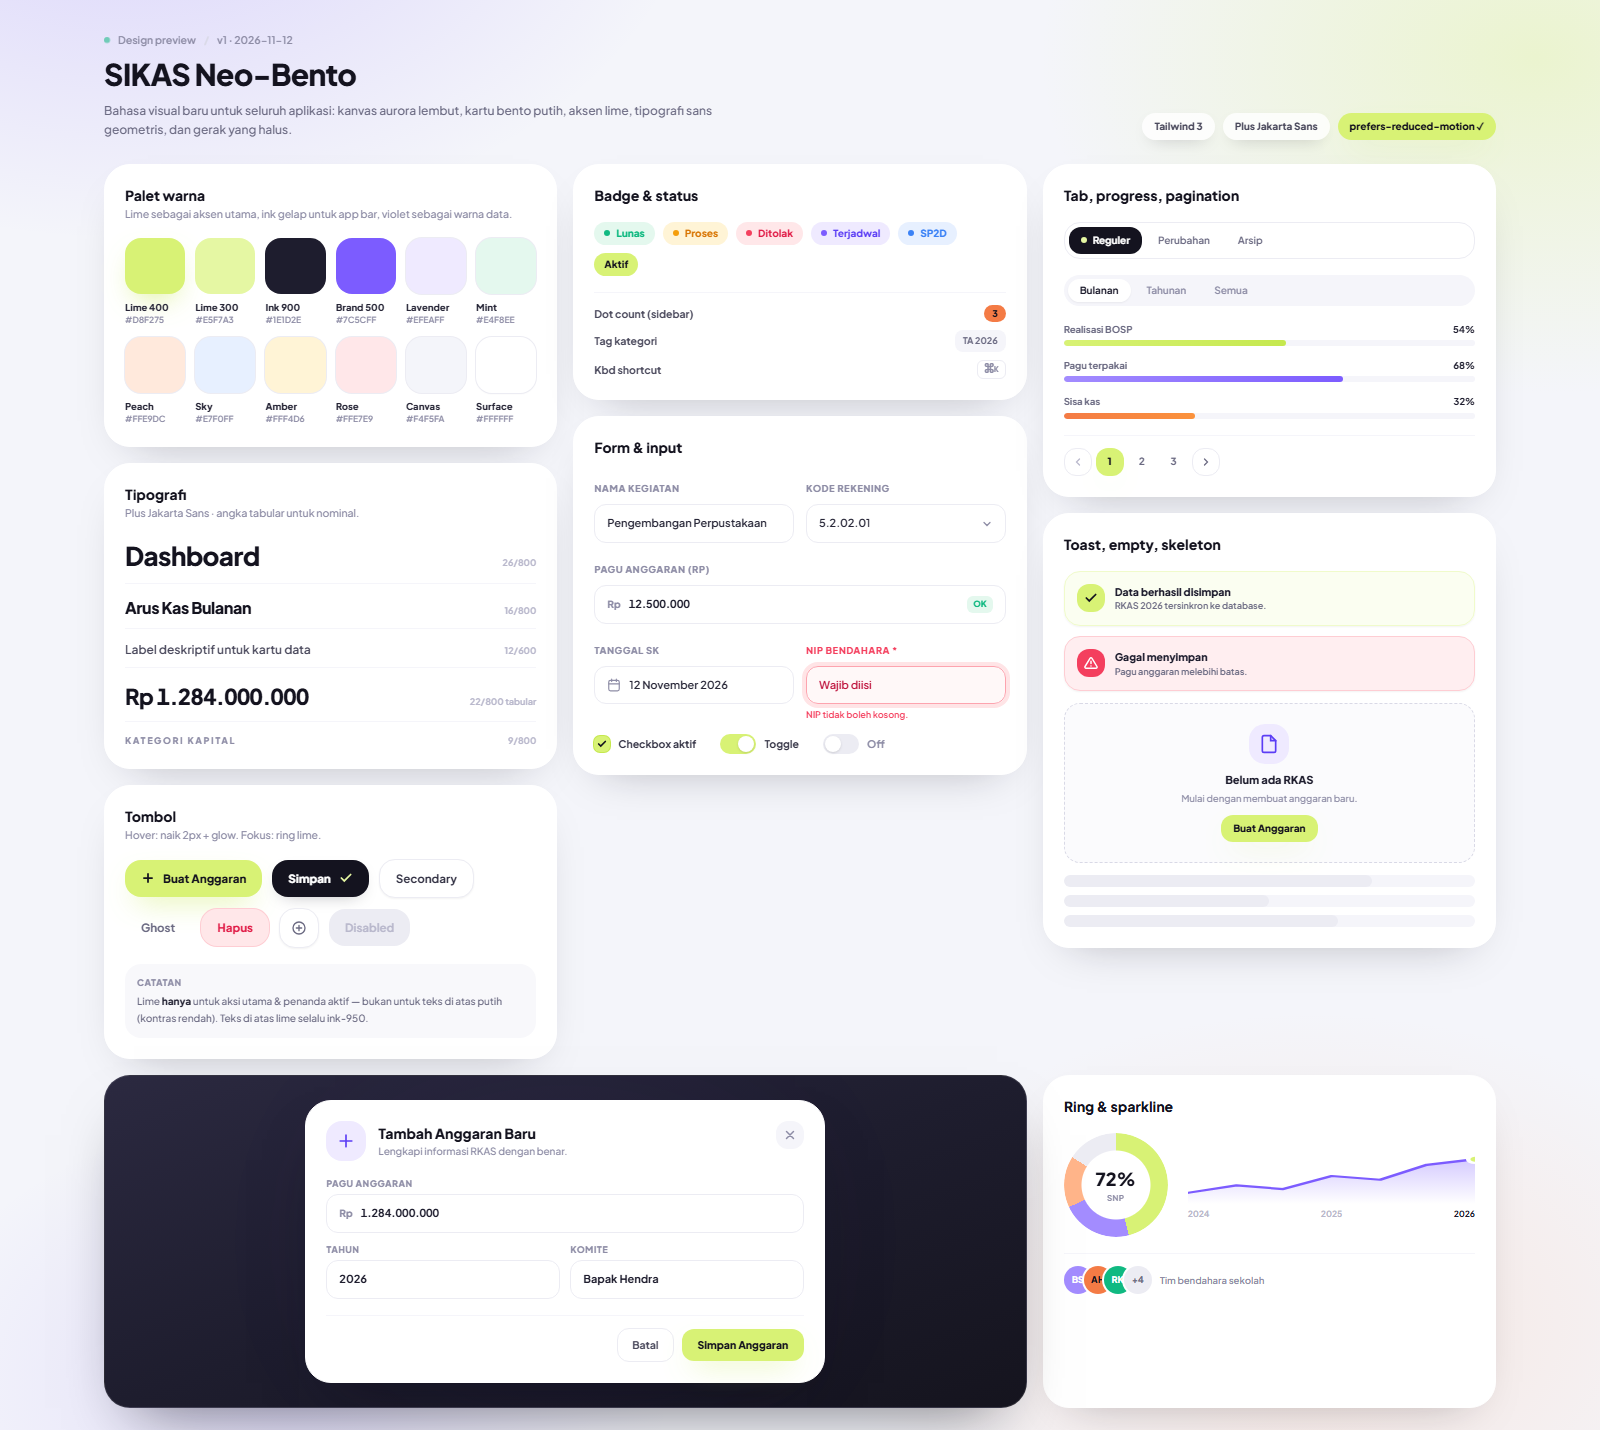 Design preview / v1 · 2026-11-12
SIKAS Neo-Bento
Bahasa visual baru untuk seluruh aplikasi: kanvas aurora lembut, kartu bento putih, aksen lime, tipografi sans
geometris, dan gerak yang halus.
Tailwind 3
Plus Jakarta Sans
prefers-reduced-motion ✓
Palet warna
Lime sebagai aksen utama, ink gelap untuk app bar, violet sebagai warna data.
Lime 400
#D8F275
Lime 300
#E5F7A3
Ink 900
#1E1D2E
Brand 500
#7C5CFF
Lavender
#EFEAFF
Mint
#E4F8EE
Peach
#FFE9DC
Sky
#E7F0FF
Amber
#FFF4D6
Rose
#FFE7E9
Canvas
#F4F5FA
Surface
#FFFFFF
Tipografi
Plus Jakarta Sans · angka tabular untuk nominal.
Dashboard
26/800
Arus Kas Bulanan
16/800
Label deskriptif untuk kartu data
12/600
Rp 1.284.000.000
22/800 tabular
KATEGORI KAPITAL
9/800
Tombol
Hover: naik 2px + glow. Fokus: ring lime.
Buat Anggaran
Simpan
Secondary
Ghost
Hapus
Disabled
CATATAN
Lime hanya untuk aksi utama & penanda aktif — bukan untuk teks di atas putih
(kontras rendah). Teks di atas lime selalu ink-950.
Badge & status
Lunas
Proses
Ditolak
Terjadwal
SP2D
Aktif
Dot count (sidebar)
3
Tag kategori
TA 2026
Kbd shortcut
⌘K
Form & input
NAMA KEGIATAN
Pengembangan Perpustakaan
KODE REKENING
5.2.02.01
PAGU ANGGARAN (RP)
Rp 12.500.000
OK
TANGGAL SK
12 November 2026
NIP BENDAHARA *
Wajib diisi
NIP tidak boleh kosong.
Checkbox aktif
Toggle
Off
Tab, progress, pagination
Reguler
Perubahan
Arsip
Bulanan
Tahunan
Semua
Realisasi BOSP
54%
Pagu terpakai
68%
Sisa kas
32%
1
2
3
Toast, empty, skeleton
Data berhasil disimpan
RKAS 2026 tersinkron ke database.
Gagal menyimpan
Pagu anggaran melebihi batas.
Belum ada RKAS
Mulai dengan membuat anggaran baru.
Buat Anggaran
Tambah Anggaran Baru
Lengkapi informasi RKAS dengan benar.
PAGU ANGGARAN
Rp 1.284.000.000
TAHUN
2026
KOMITE
Bapak Hendra
Batal
Simpan Anggaran
Ring & sparkline
72%
SNP
2024
2025
2026
BS
AH
RK
+4
Tim bendahara sekolah